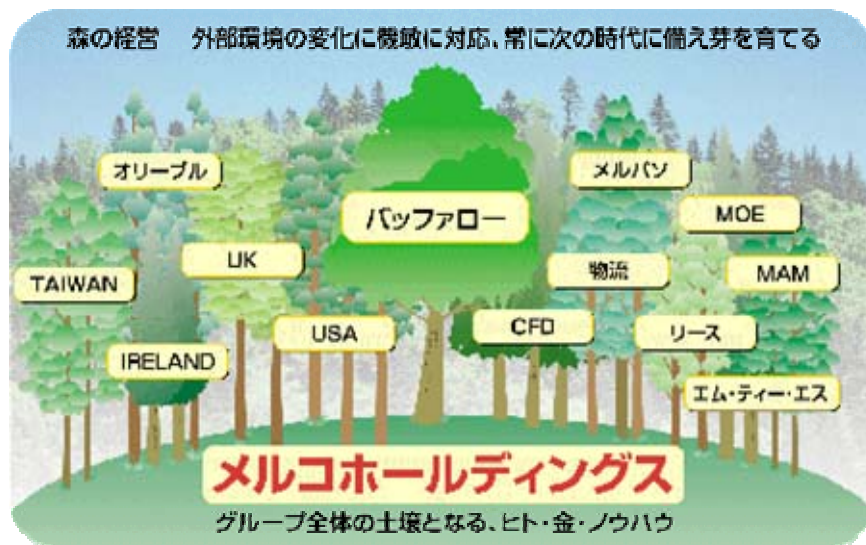 森の経営 外部環境の変化に機敏に対応、常に次の時代に備え芽を育てる
オリーブル
メルパソ
バッファロー
MOE
UK
物流
TAIWAN
MAM
USA
CFD
リース
IRELAND
エム・ティー・エス
メルコホールディングス
グループ全体の土壌となる、ヒト・金・ノウハウ